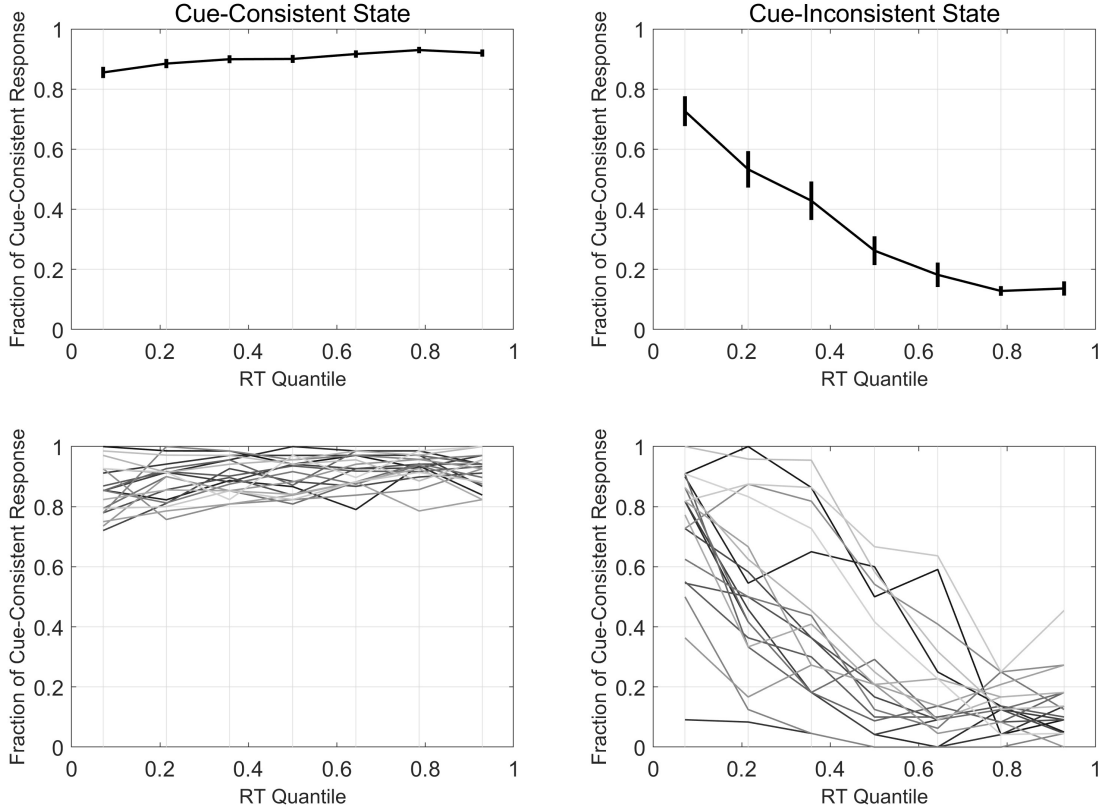 Cue-Consistent State
Fraction of Cue-Consistent Response
1
0.8
0.6
0.4
0.2
0
0 0.2 0.4 0.6 0.8 1
RT Quantile
Cue-Inconsistent State
Fraction of Cue-Consistent Response
1
0.8
0.6
0.4
0.2
0
0 0.2 0.4 0.6 0.8 1
RT Quantile
Fraction of Cue-Consistent Response
1
0.8
0.6
0.4
0.2
0
0 0.2 0.4 0.6 0.8 1
RT Quantile
Fraction of Cue-Consistent Response
1
0.8
0.6
0.4
0.2
0
0 0.2 0.4 0.6 0.8 1
RT Quantile